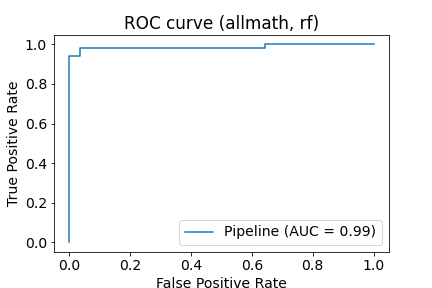 ROC curve (allmath, rf)
1.0
0.8
0.6
0.4
0.2
0.0
True Positive Rate
Pipeline (AUC = 0.99)
0.0 0.2 0.4 0.6 0.8 1.0
False Positive Rate